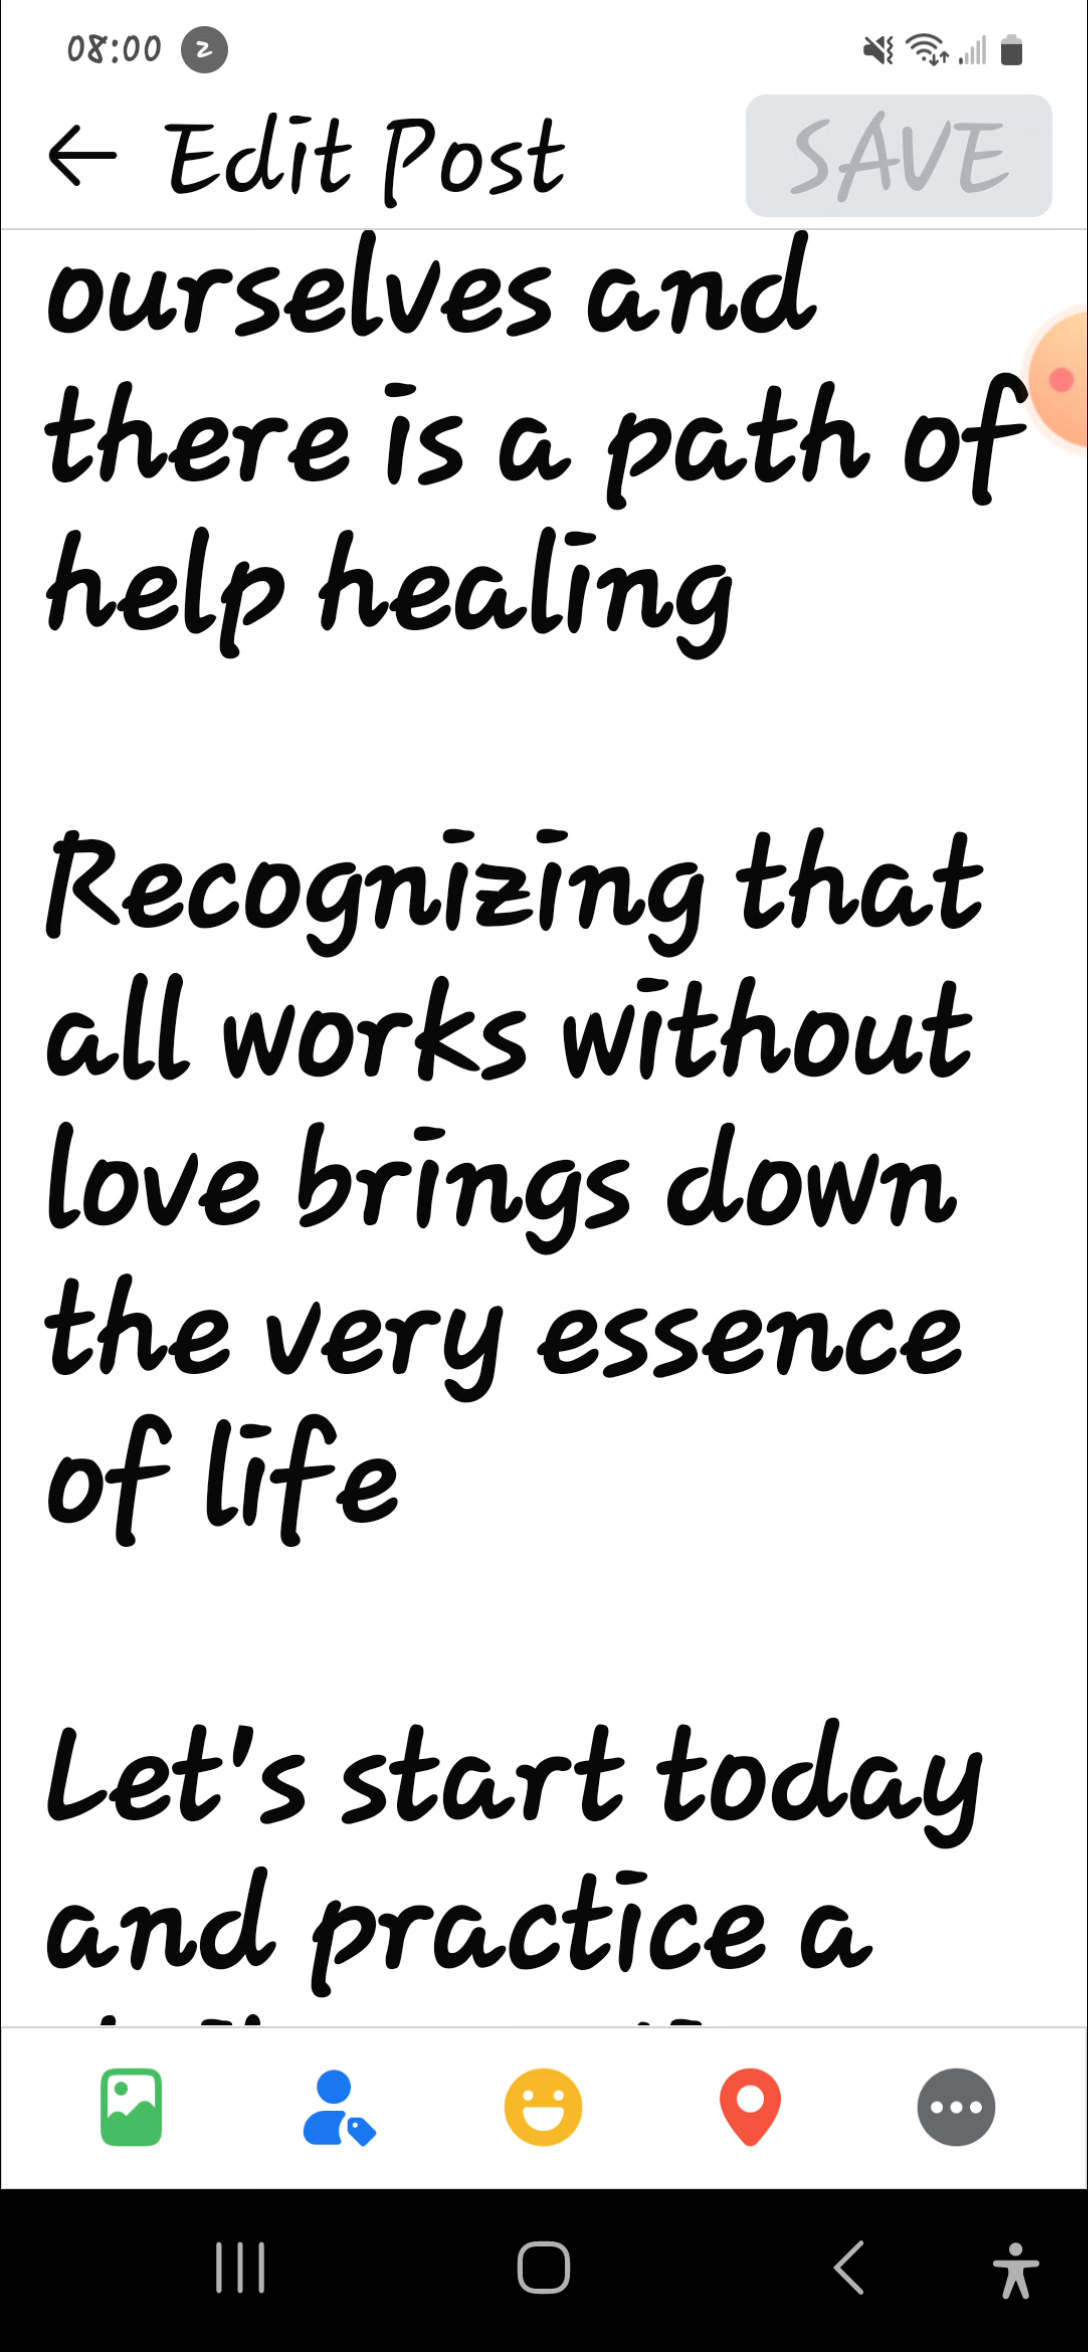 08:00 2
Edit Post SAVE
ourselves and
there is a path of
help healing
Recognizing that
all works without
love brings down
the very essence
of life
Let's start today
and practice a